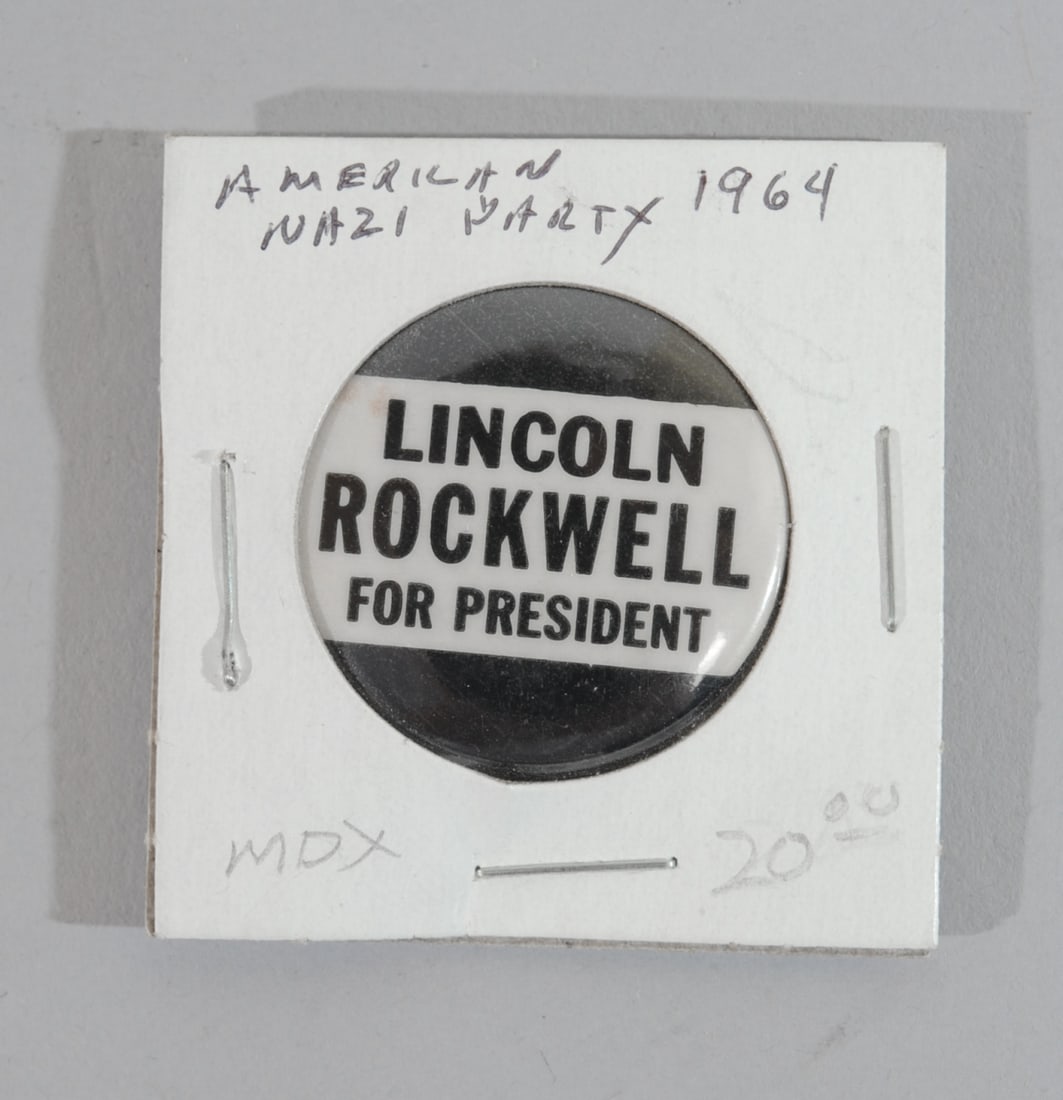 AMERICAN
NAZI PARTY 1964
LINCOLN
ROCKWELL
FOR PRESIDENT
MDX
20.00